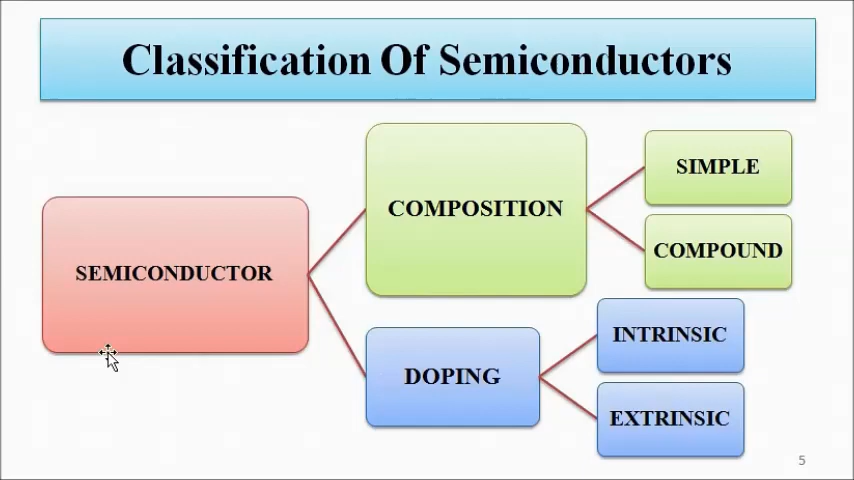 Classification Of Semiconductors
SEMICONDUCTOR
COMPOSITION
SIMPLE
COMPOUND
DOPING
INTRINSIC
EXTRINSIC
5